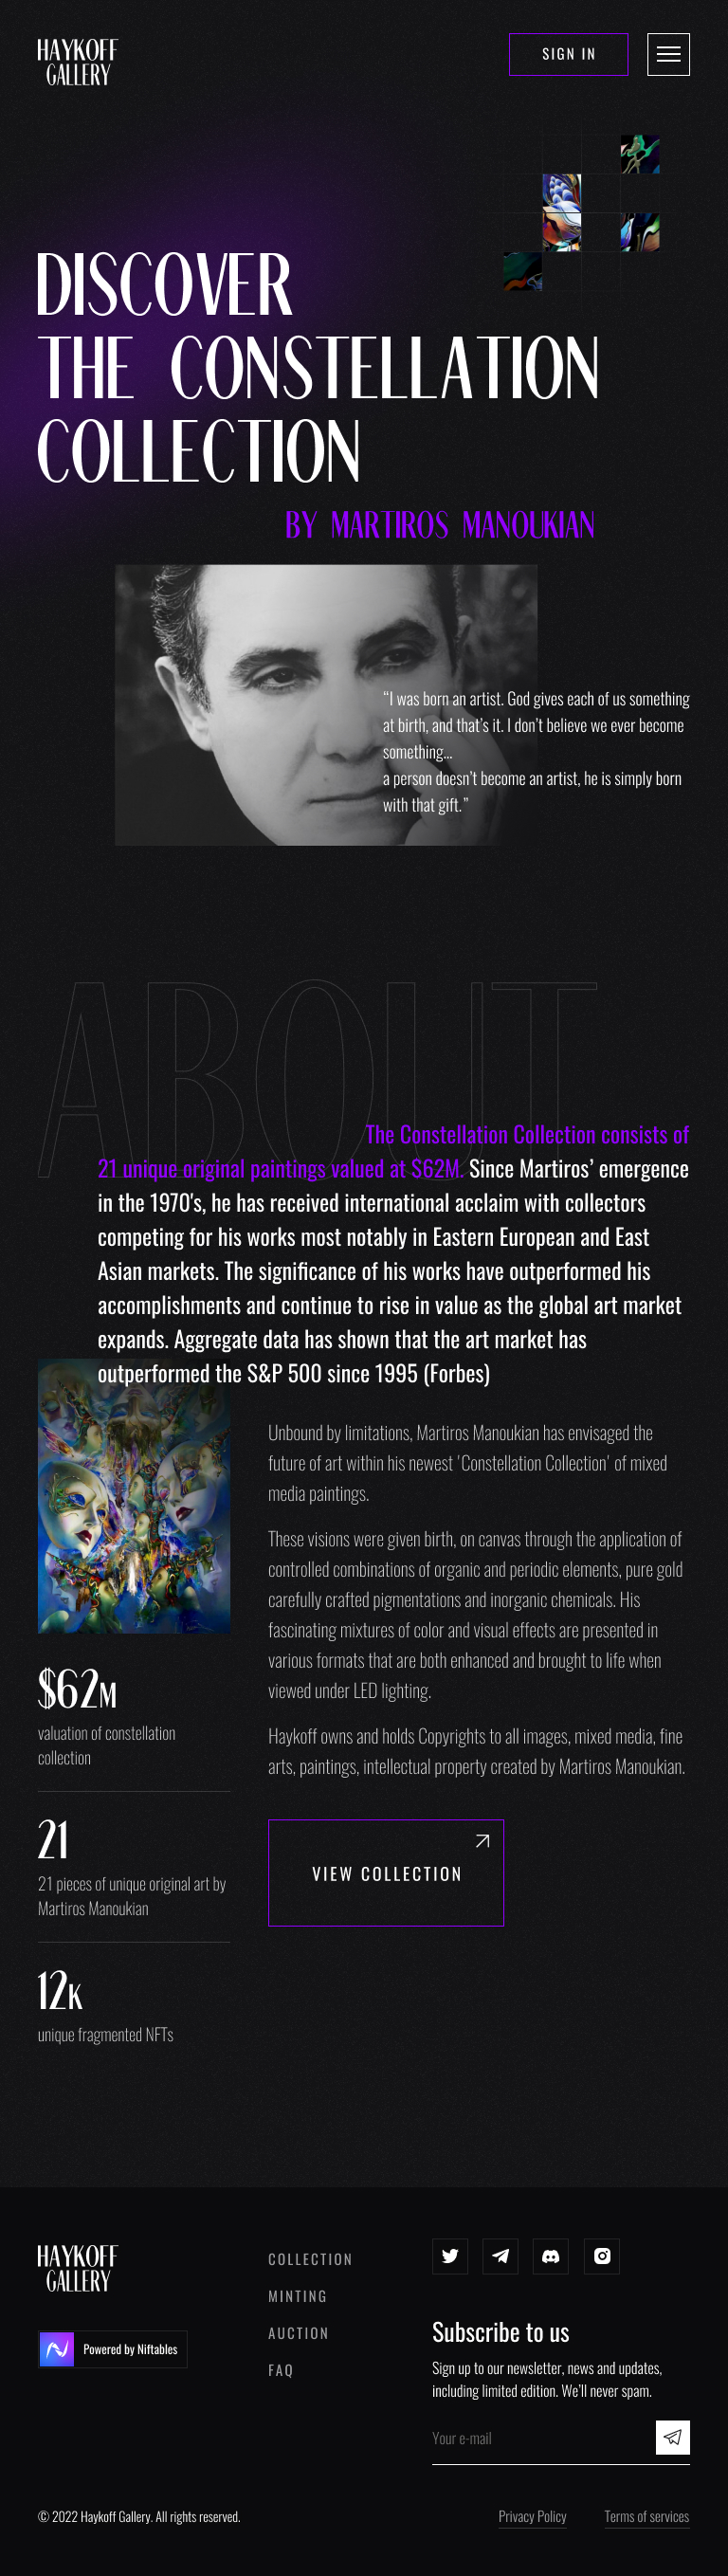 HAYKOFF
GALLERY
SIGN IN
DISCOVER
THE CONSTELLATION
COLLECTION
BY MARTIROS MANOUKIAN
“I was born an artist. God gives each of us something
at birth, and that’s it. I don’t believe we ever become
something...
a person doesn’t become an artist, he is simply born
with that gift.”
ABOUT
The Constellation Collection consists of
21 unique original paintings valued at $62M. Since Martiros’ emergence
in the 1970's, he has received international acclaim with collectors
competing for his works most notably in Eastern European and East
Asian markets. The significance of his works have outperformed his
accomplishments and continue to rise in value as the global art market
expands. Aggregate data has shown that the art market has
outperformed the S&P 500 since 1995 (Forbes)
Unbound by limitations, Martiros Manoukian has envisaged the
future of art within his newest 'Constellation Collection' of mixed
media paintings.
These visions were given birth, on canvas through the application of
controlled combinations of organic and periodic elements, pure gold
carefully crafted pigmentations and inorganic chemicals. His
fascinating mixtures of color and visual effects are presented in
various formats that are both enhanced and brought to life when
viewed under LED lighting.
Haykoff owns and holds Copyrights to all images, mixed media, fine
arts, paintings, intellectual property created by Martiros Manoukian.
VIEW COLLECTION
$62M
valuation of constellation
collection
21
21 pieces of unique original art by
Martiros Manoukian
12K
unique fragmented NFTs
HAYKOFF
GALLERY
Powered by Niftables
COLLECTION
MINTING
AUCTION
FAQ
Subscribe to us
Sign up to our newsletter, news and updates,
including limited edition. We’ll never spam.
Your e-mail
© 2022 Haykoff Gallery. All rights reserved.
Privacy Policy
Terms of services